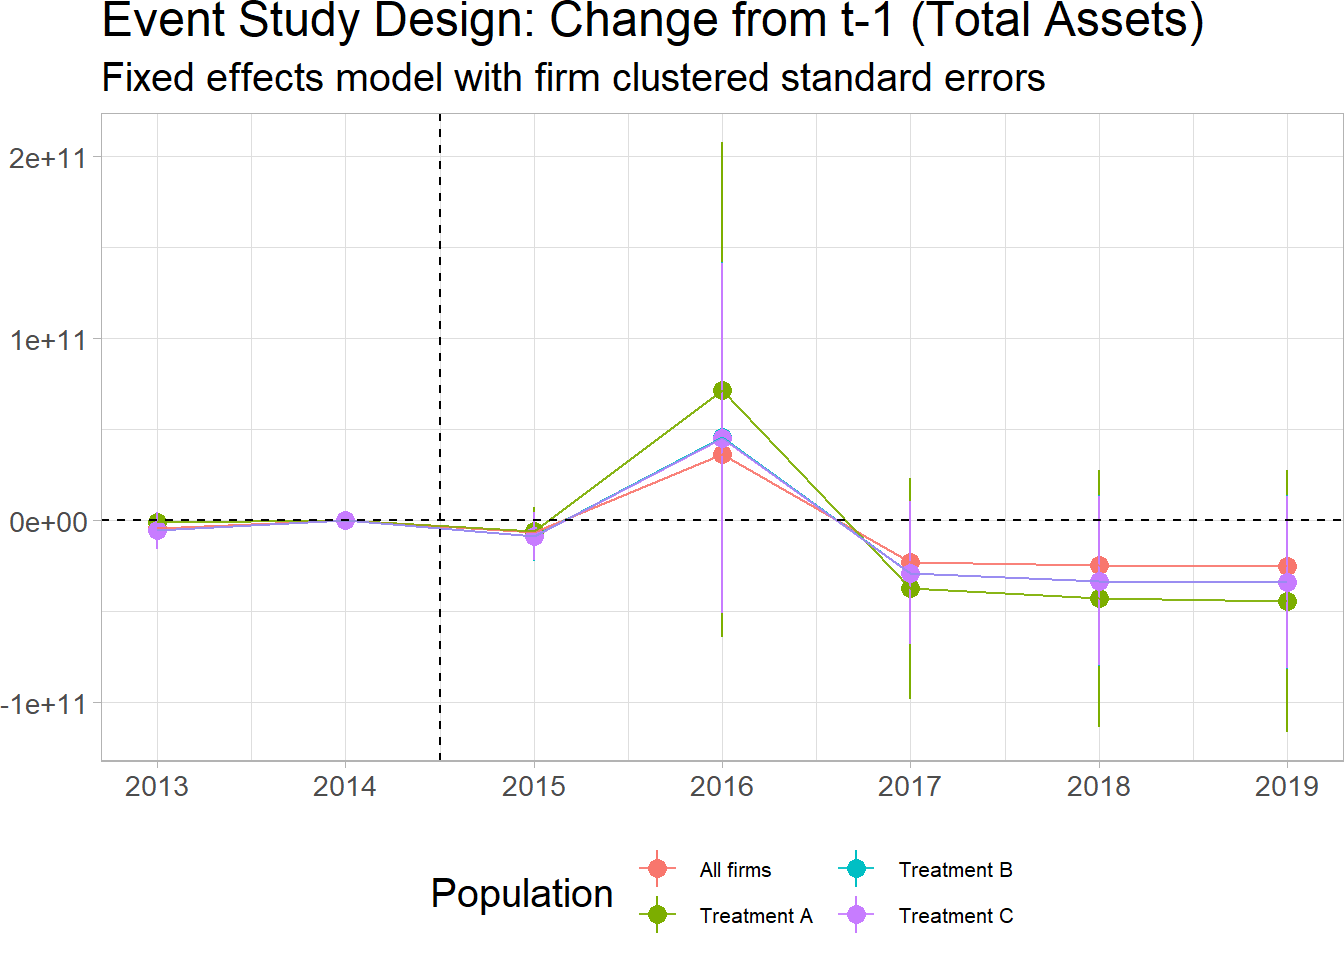 Event Study Design: Change from t-1 (Total Assets)
Fixed effects model with firm clustered standard errors
2e+11
1e+11
0e+00
-1e+11
2013 2014 2015 2016 2017 2018 2019
Population
All firms
Treatment A
Treatment B
Treatment C